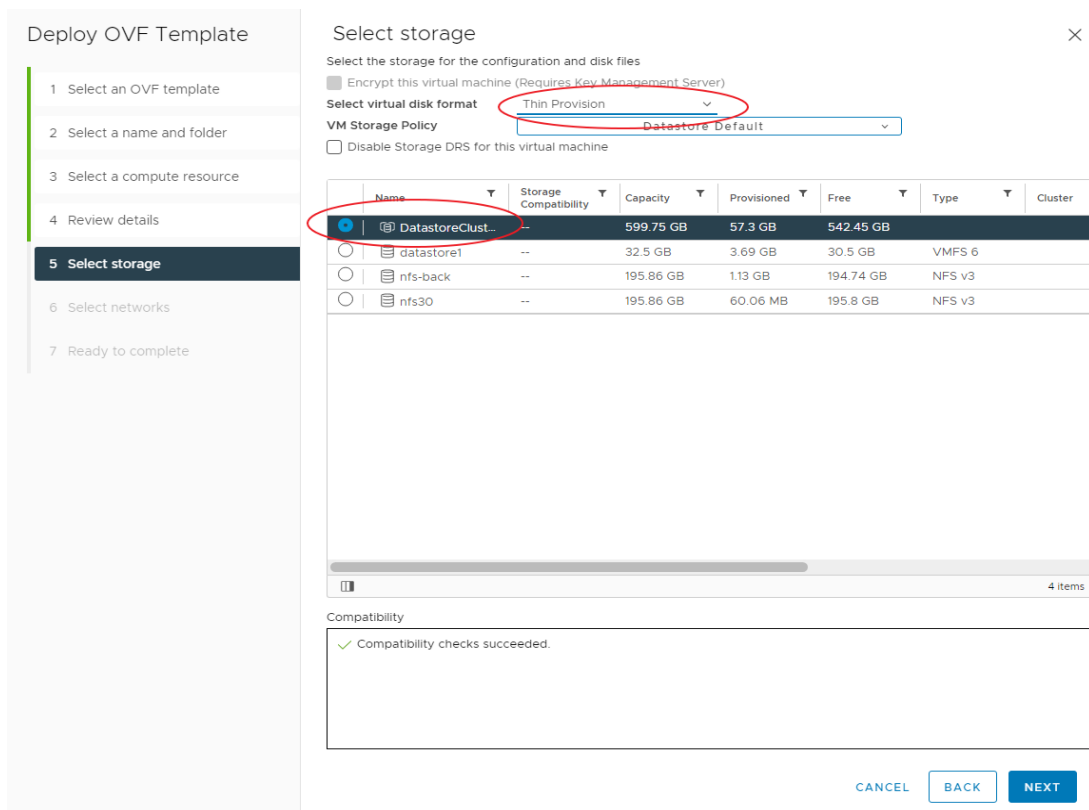 Deploy OVF Template
1 Select an OVF template
2 Select a name and folder
3 Select a compute resource
4 Review details
5 Select storage
6 Select networks
7 Ready to complete
Select storage
Select the storage for the configuration and disk files
Encrypt this virtual machine (Requires Key Management Server)
Select virtual disk format Thin Provision
VM Storage Policy Datastore Default
Disable Storage DRS for this virtual machine
Name Storage Compatibility Capacity Provisioned Free Type Cluster
DatastoreClust... -- 599.75 GB 57.3 GB 542.45 GB
datastore1 -- 32.5 GB 3.69 GB 30.5 GB VMFS 6
nfs-back -- 195.86 GB 1.13 GB 194.74 GB NFS v3
nfs30 -- 195.86 GB 60.06 MB 195.8 GB NFS v3
4 items
Compatibility
Compatibility checks succeeded.
CANCEL BACK NEXT